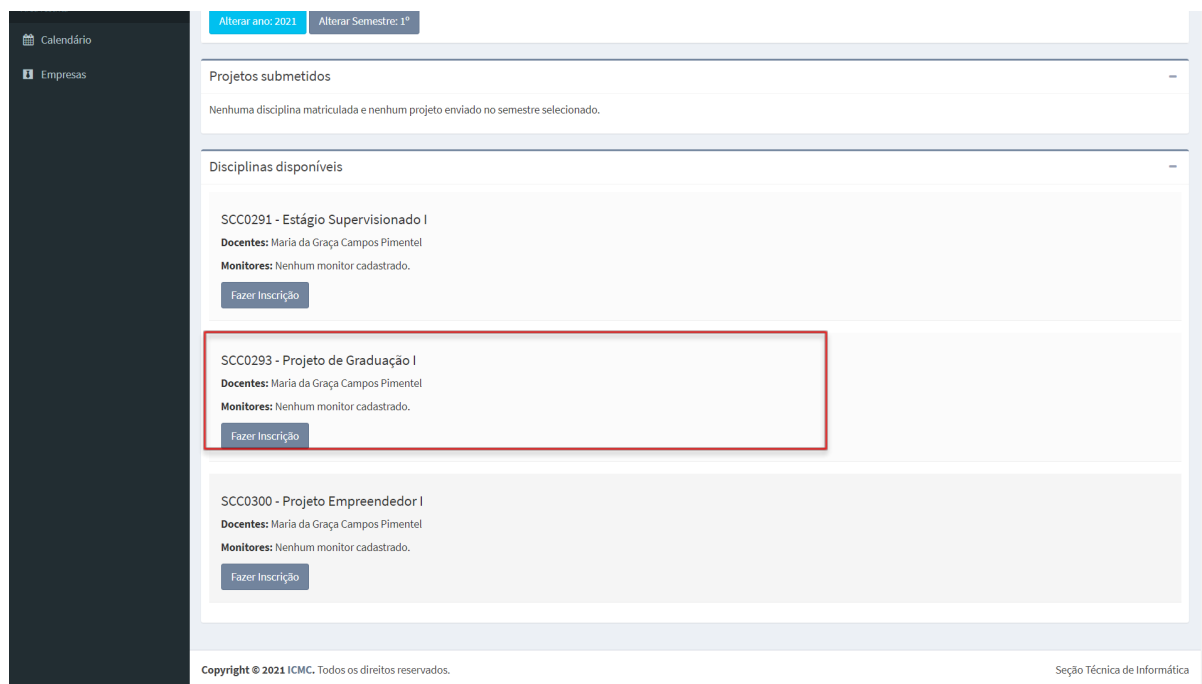 Alterar ano: 2021 Alterar Semestre: 1º
Calendário
Empresas
Projetos submetidos
Nenhuma disciplina matriculada e nenhum projeto enviado no semestre selecionado.
Disciplinas disponíveis
SCC0291 - Estágio Supervisionado I
Docentes: Maria da Graça Campos Pimentel
Monitores: Nenhum monitor cadastrado.
Fazer Inscrição
SCC0293 - Projeto de Graduação I
Docentes: Maria da Graça Campos Pimentel
Monitores: Nenhum monitor cadastrado.
Fazer Inscrição
SCC0300 - Projeto Empreendedor I
Docentes: Maria da Graça Campos Pimentel
Monitores: Nenhum monitor cadastrado.
Fazer Inscrição
Copyright © 2021 ICMC. Todos os direitos reservados. Seção Técnica de Informática